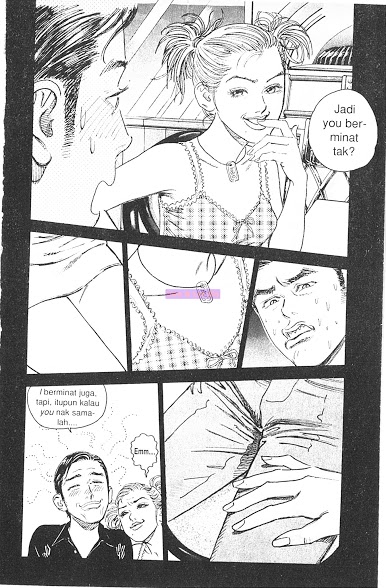 Jadi
you ber-
minat
tak?
I berminat juga,
tapi, itupun kalau
you nak sama-
lah...
Emm...